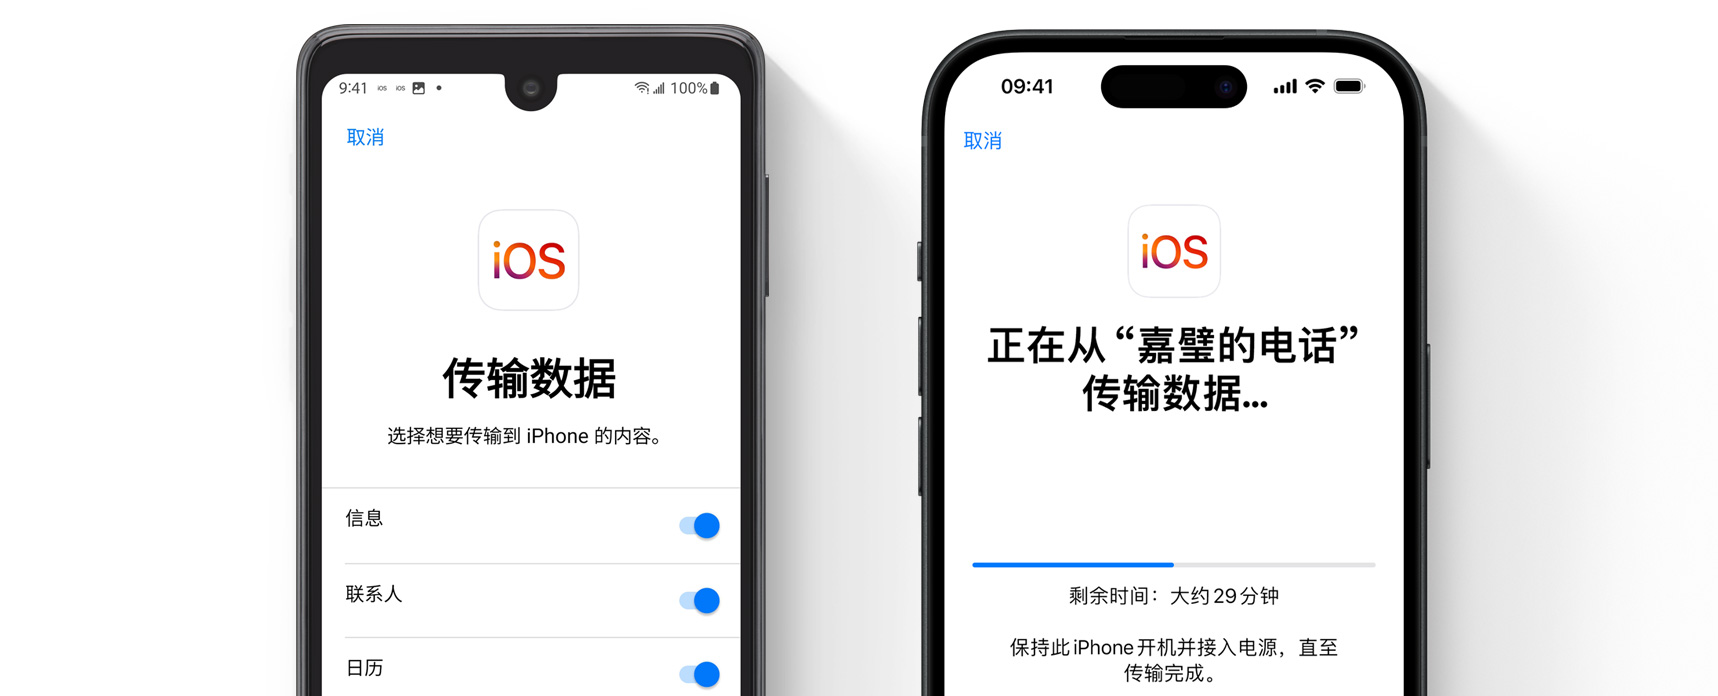 9:41 iOS iOS 100%
取消
iOS
传输数据
选择想要传输到 iPhone 的内容。
信息
联系人
日历
09:41
取消
iOS
正在从“嘉璧的电话”
传输数据...
剩余时间：大约 29 分钟
保持此 iPhone 开机并接入电源，直至
传输完成。